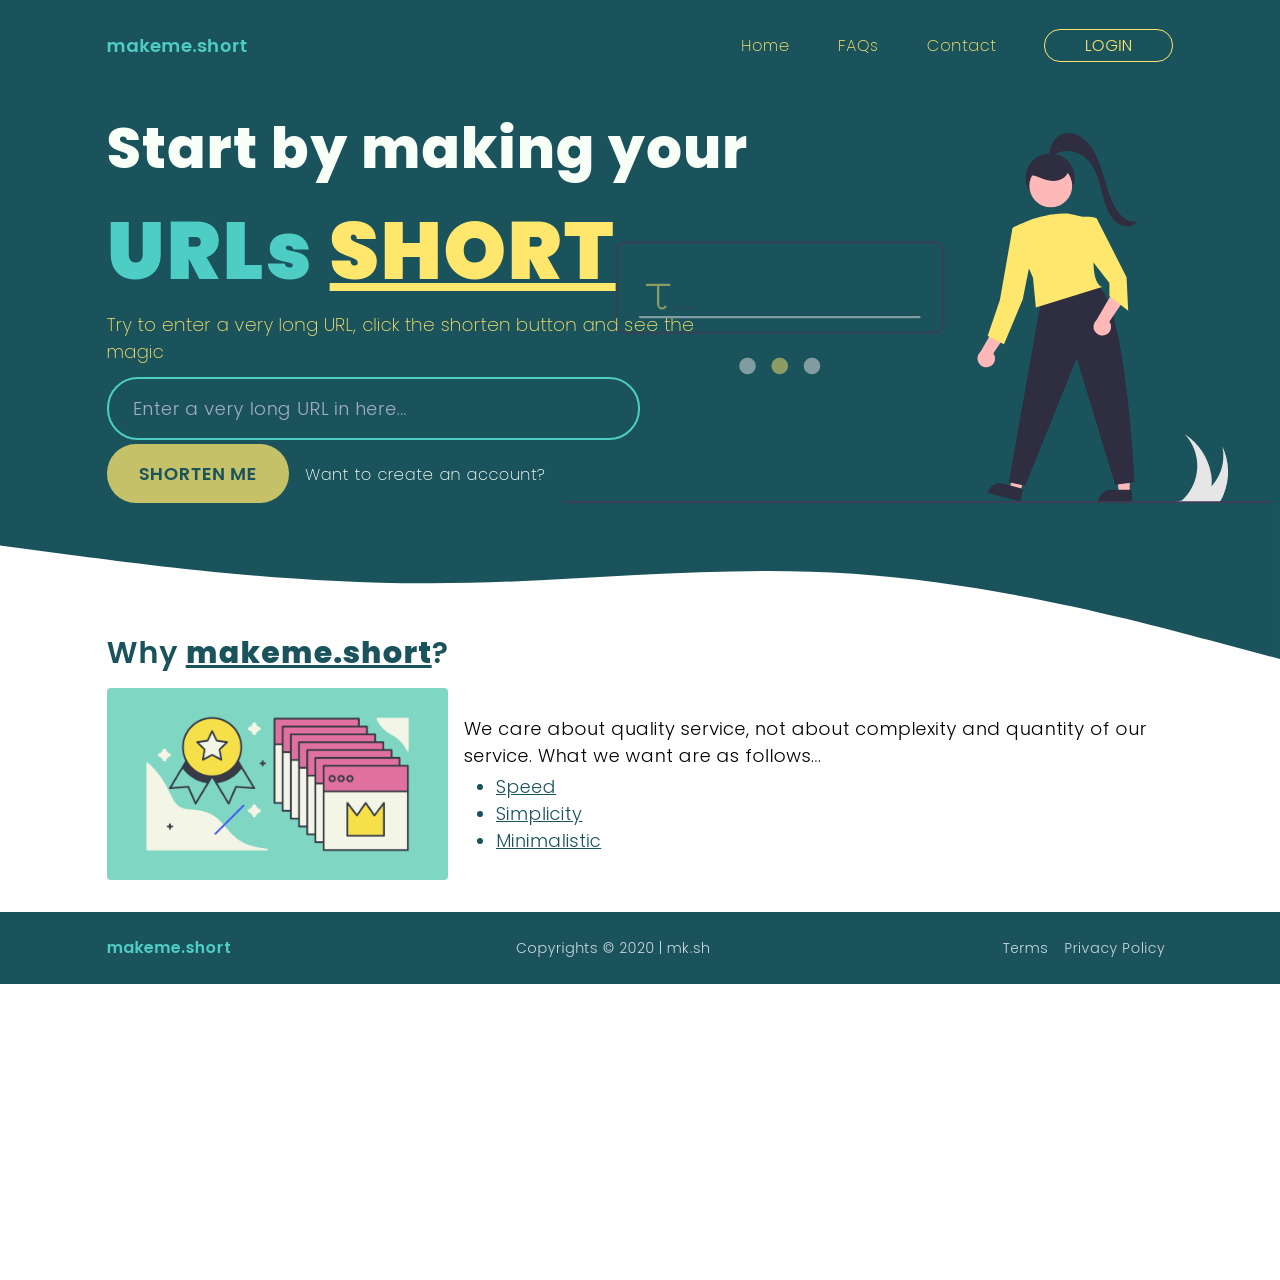 makeme.short
Home
FAQs
Contact
LOGIN
Start by making your
URLs SHORT
Try to enter a very long URL, click the shorten button and see the
magic
Enter a very long URL in here...
SHORTEN ME
Want to create an account?
Why makeme.short?
We care about quality service, not about complexity and quantity of our
service. What we want are as follows...
Speed
Simplicity
Minimalistic
makeme.short
Copyrights © 2020 | mk.sh
Terms
Privacy Policy